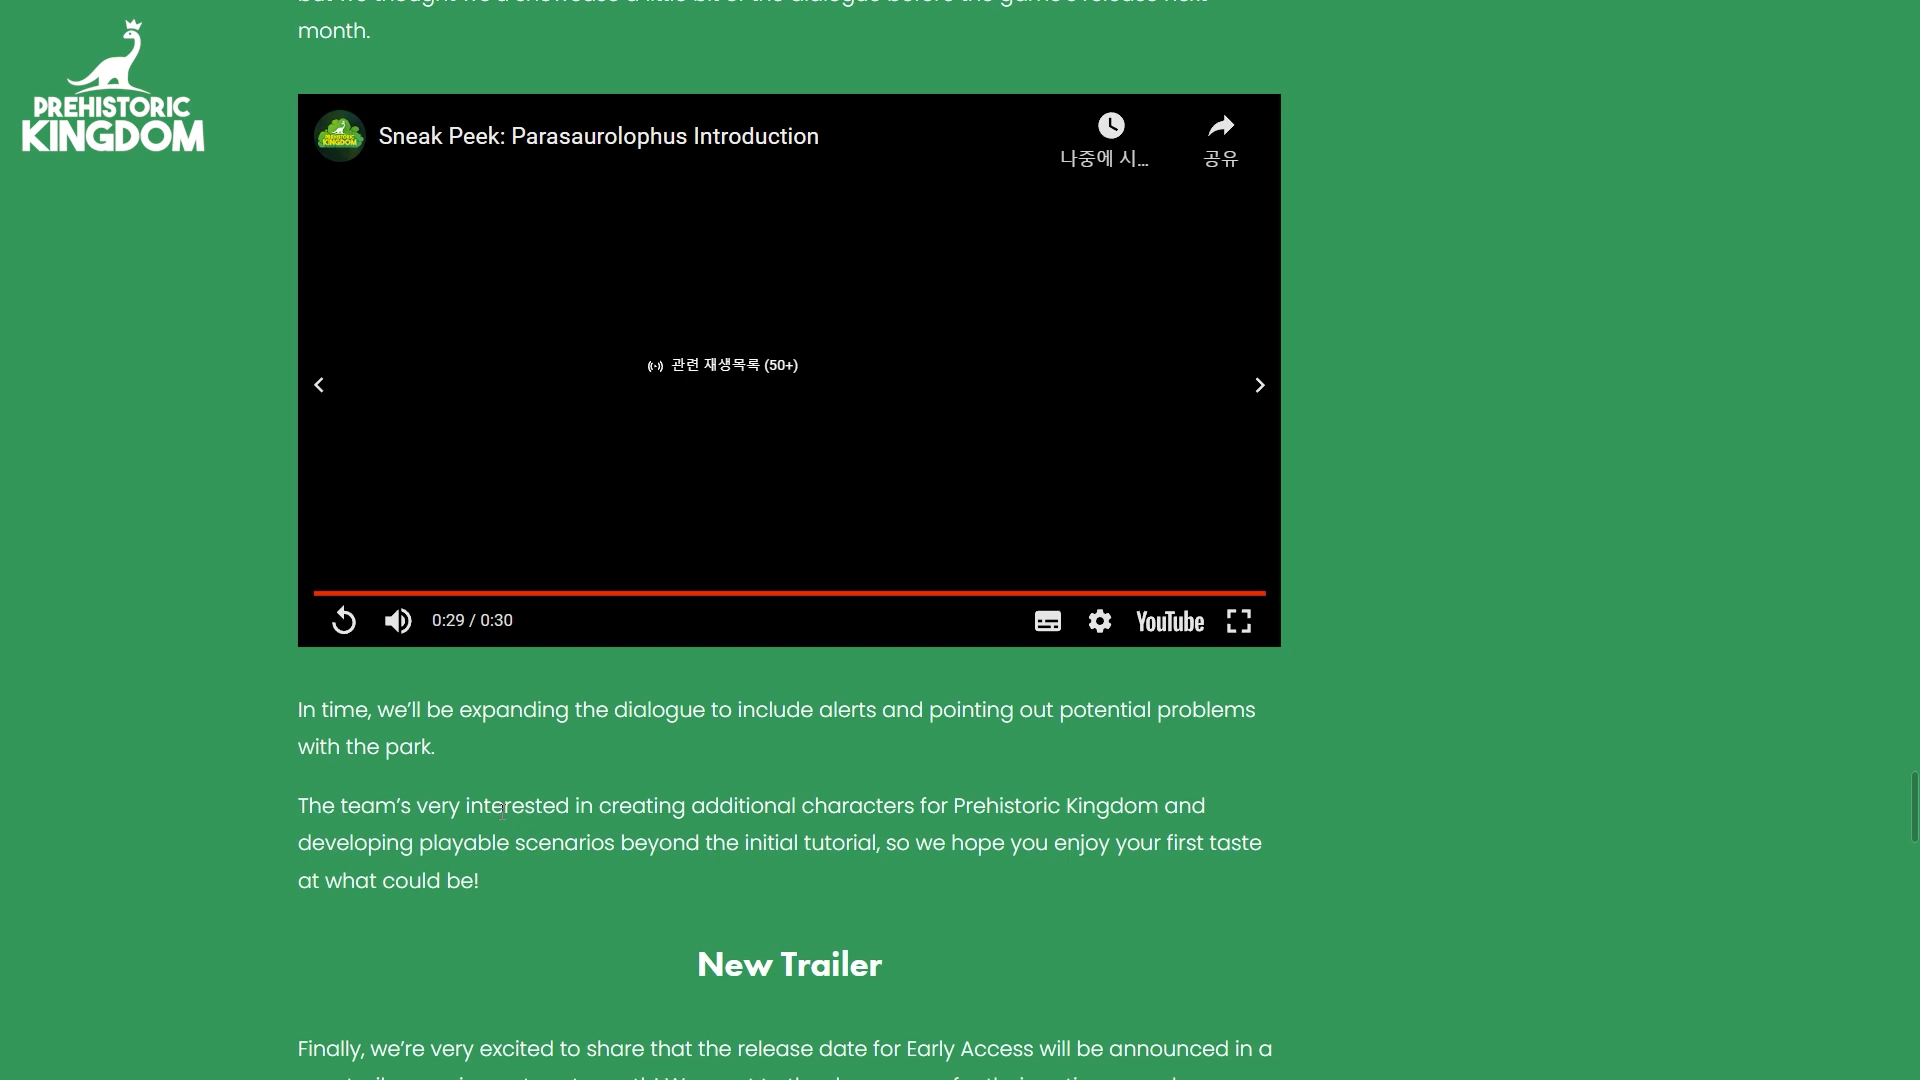 month.
PREHISTORIC
KINGDOM
Sneak Peek: Parasaurolophus Introduction
나중에 시...
공유
관련 재생목록 (50+)
0:29 / 0:30
YouTube
In time, we’ll be expanding the dialogue to include alerts and pointing out potential problems
with the park.
The team’s very interested in creating additional characters for Prehistoric Kingdom and
developing playable scenarios beyond the initial tutorial, so we hope you enjoy your first taste
at what could be!
New Trailer
Finally, we’re very excited to share that the release date for Early Access will be announced in a